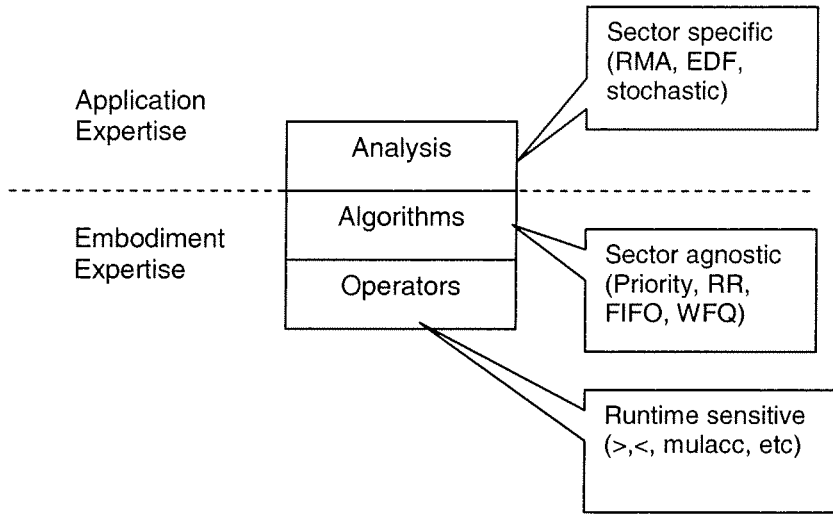 Sector specific
(RMA, EDF,
stochastic)
Application
Expertise
Analysis
Algorithms
Embodiment
Expertise
Sector agnostic
(Priority, RR,
FIFO, WFQ)
Operators
Runtime sensitive
(>,<, mulacc, etc)